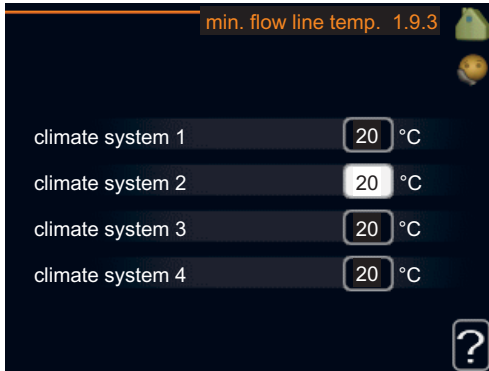 min. flow line temp. 1.9.3
climate system 1 20 °C
climate system 2 20 °C
climate system 3 20 °C
climate system 4 20 °C
?